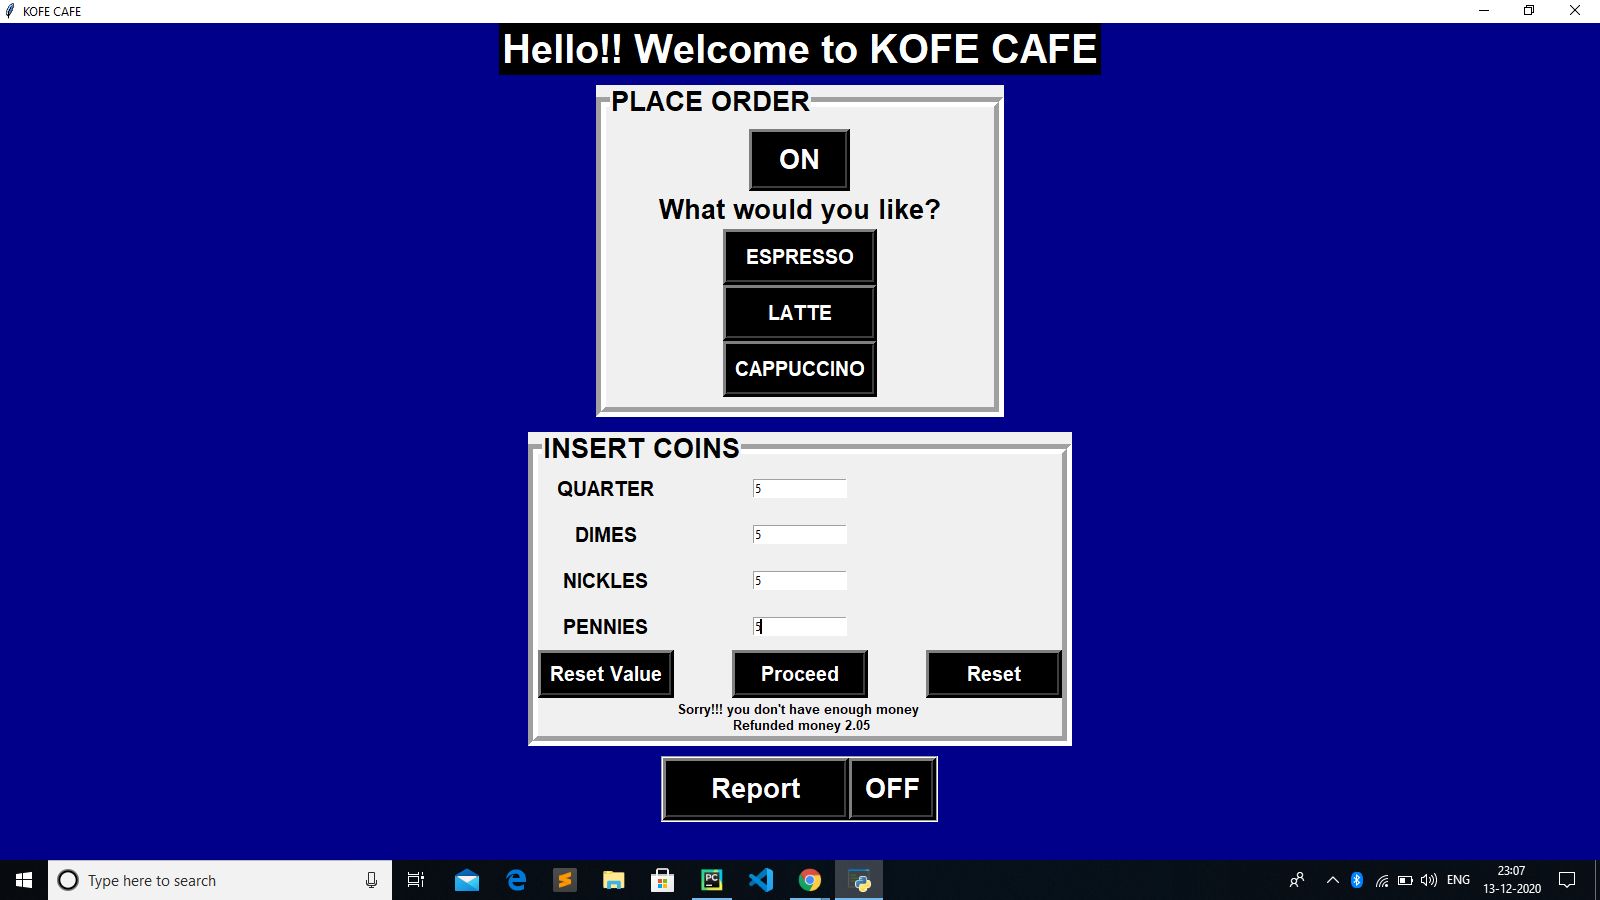 KOFE CAFE
Hello!! Welcome to KOFE CAFE
PLACE ORDER
ON
What would you like?
ESPRESSO
LATTE
CAPPUCCINO
INSERT COINS
QUARTER 5
DIMES 5
NICKLES 5
PENNIES 5
Reset Value Proceed Reset
Sorry!!! you don't have enough money
Refunded money 2.05
Report OFF
Type here to search
PC
ENG
23:07
13-12-2020